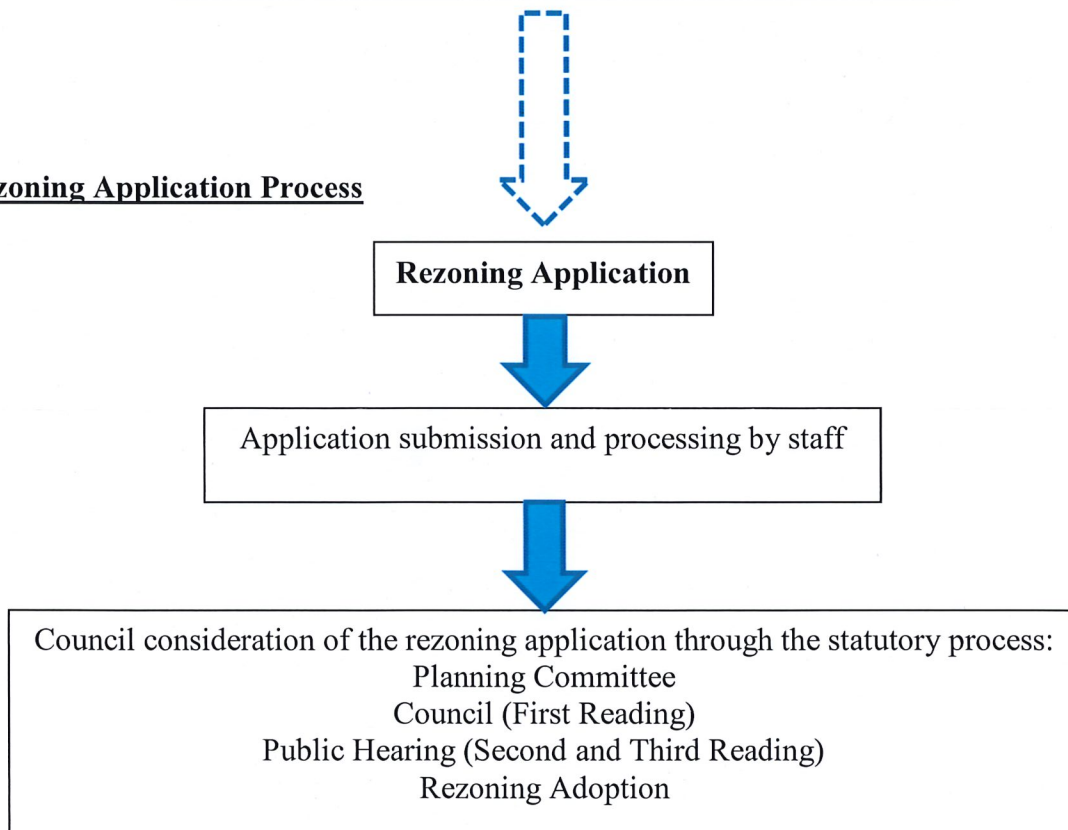 zoning Application Process
Rezoning Application
Application submission and processing by staff
Council consideration of the rezoning application through the statutory process:
Planning Committee
Council (First Reading)
Public Hearing (Second and Third Reading)
Rezoning Adoption